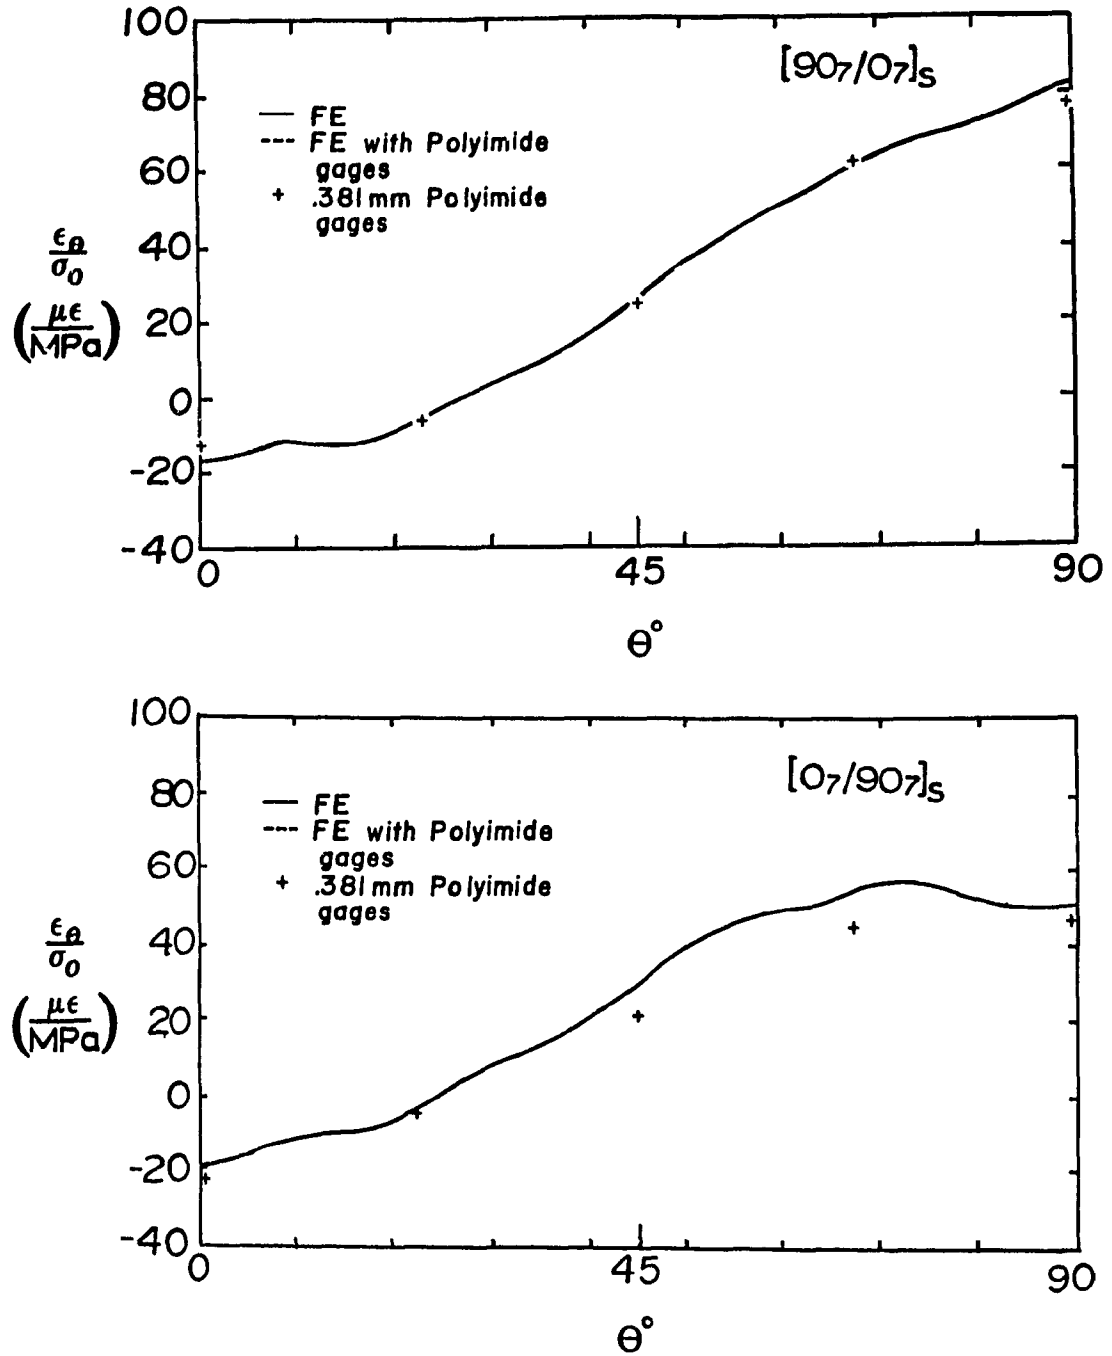 100
[90₇/0₇]s
80
— FE
--- FE with Polyimide
gages
60
+ .381mm Polyimide
gages
40
εθ
σ0
(με
MPa)
20
0
-20
-40
0
45
90
θ°
100
[0₇/90₇]s
80
— FE
--- FE with Polyimide
gages
60
+ .381mm Polyimide
gages
40
εθ
σ0
(με
MPa)
20
0
-20
-40
0
45
90
θ°